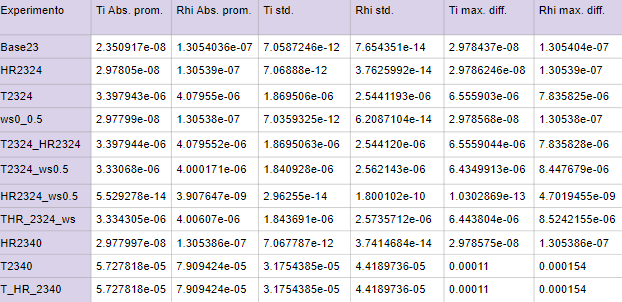 Experimento Ti Abs. prom. Rhi Abs. prom. Ti std. Rhi std. Ti max. diff. Rhi max. diff.
Base23 2.350917e-08 1.3054036e-07 7.0587246e-12 7.654351e-14 2.978437e-08 1.305404e-07
HR2324 2.97805e-08 1.30539e-07 7.06888e-12 3.7625992e-14 2.9786246e-08 1.30539e-07
T2324 3.397943e-06 4.07955e-06 1.869506e-06 2.5441193e-06 6.555903e-06 7.835825e-06
ws0_0.5 2.97799e-08 1.30538e-07 7.0359325e-12 6.2087104e-14 2.978568e-08 1.30538e-07
T2324_HR2324 3.397944e-06 4.079552e-06 1.8695063e-06 2.544120e-06 6.5559044e-06 7.835828e-06
T2324_ws0.5 3.33068e-06 4.000171e-06 1.840928e-06 2.562143e-06 6.4349913e-06 8.447679e-06
HR2324_ws0.5 5.529278e-14 3.907647e-09 2.96255e-14 1.800102e-10 1.0302869e-13 4.7019455e-09
THR_2324_ws 3.334305e-06 4.00607e-06 1.843691e-06 2.5735712e-06 6.443804e-06 8.5242155e-06
HR2340 2.977997e-08 1.305386e-07 7.067787e-12 3.7414684e-14 2.978575e-08 1.305386e-07
T2340 5.727818e-05 7.909424e-05 3.1754385e-05 4.4189736e-05 0.00011 0.000154
T_HR_2340 5.727818e-05 7.909425e-05 3.1754385e-05 4.4189736-05 0.00011 0.000154